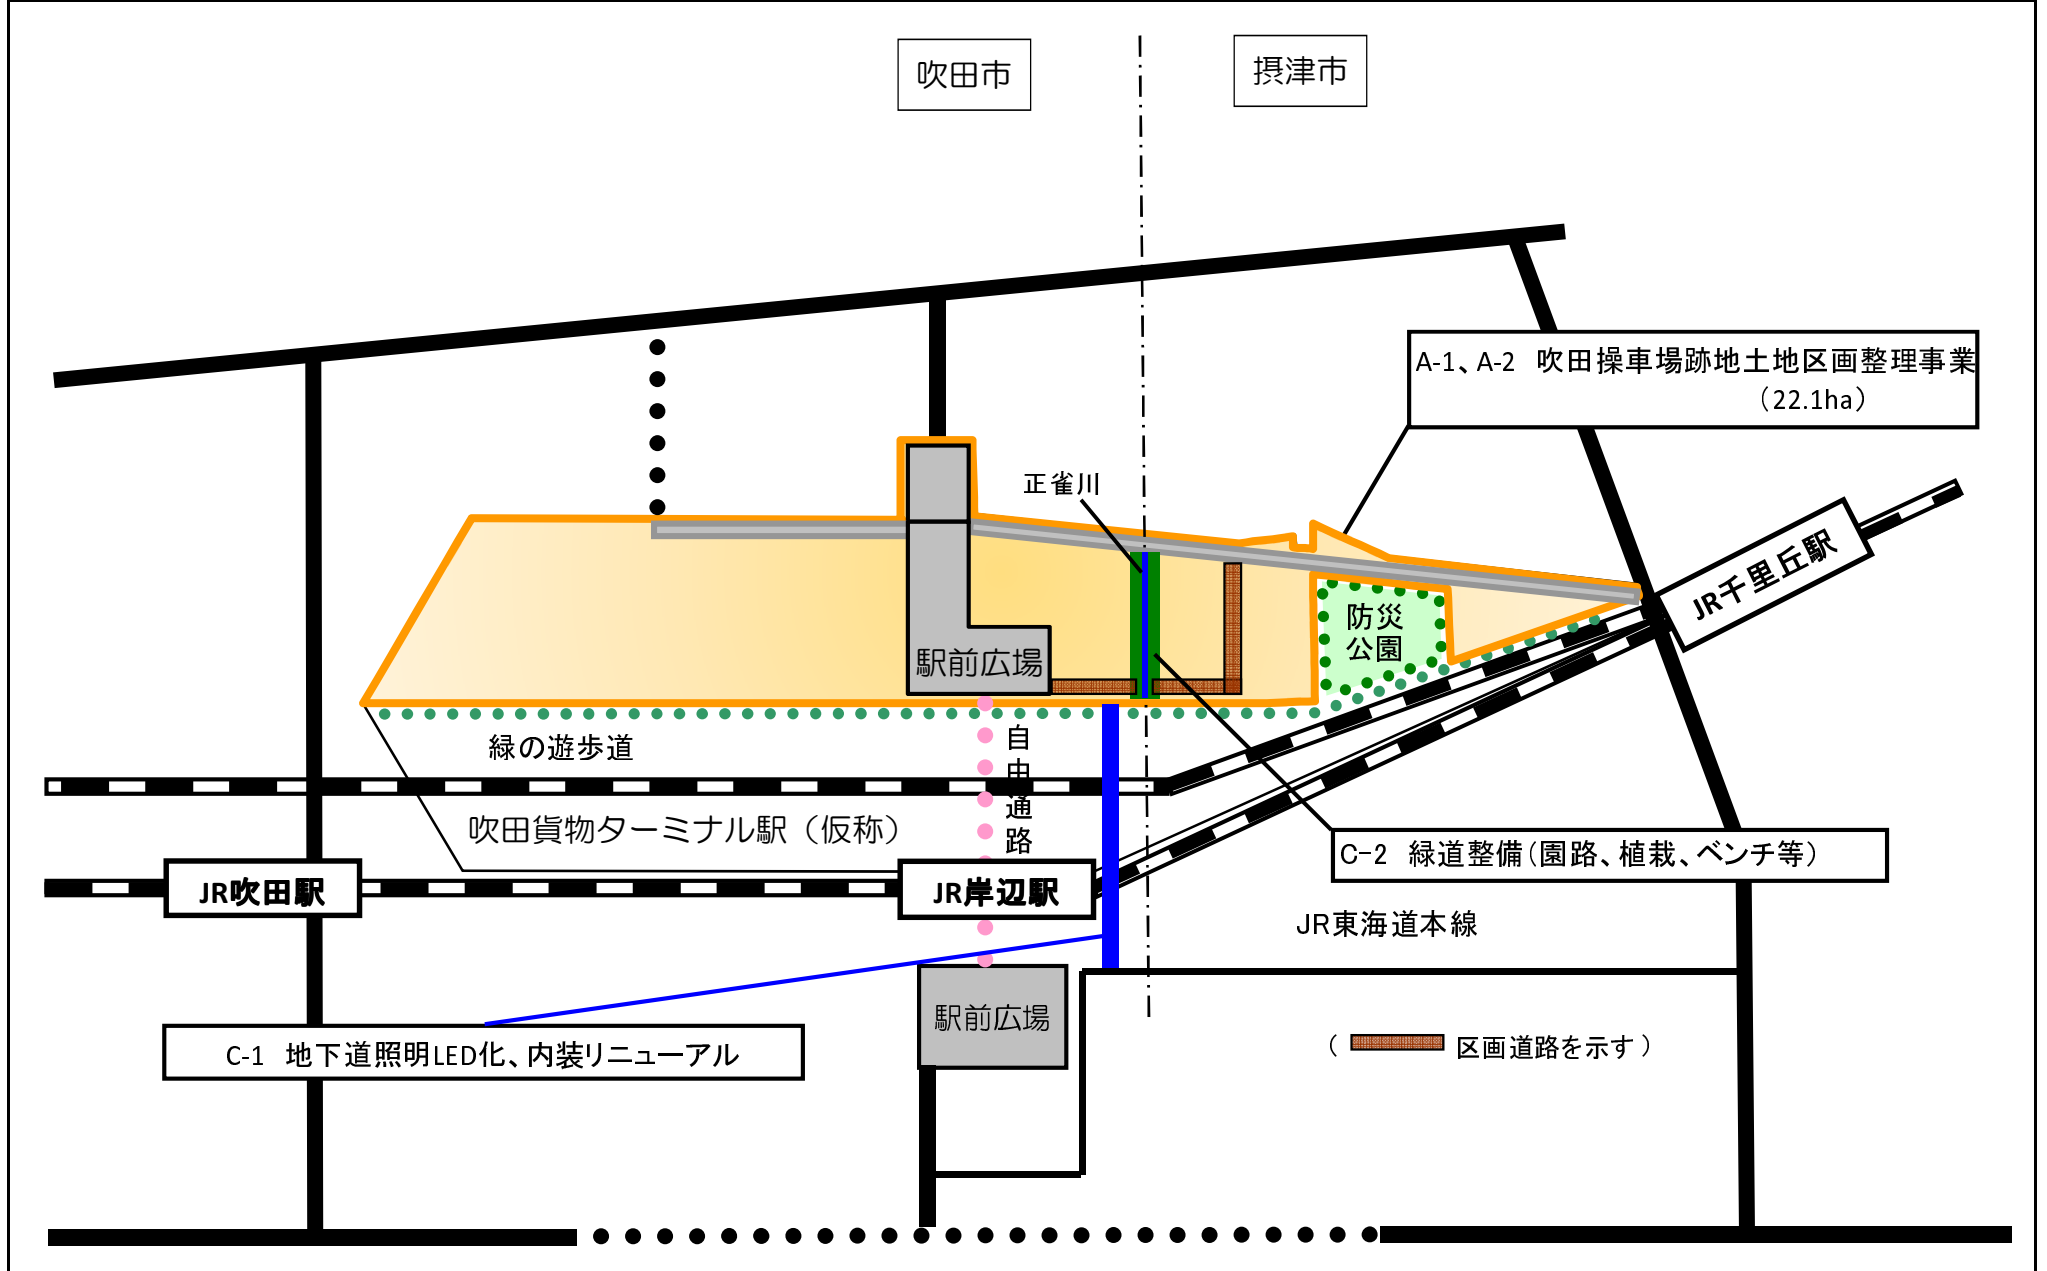 吹田市
摂津市
A-1、A-2　吹田操車場跡地土地区画整理事業
（22.1ha）
正雀川
JR千里丘駅
防災
公園
駅前広場
緑の遊歩道
自由通路
吹田貨物ターミナル駅（仮称）
C-2　緑道整備（園路、植栽、ベンチ等）
JR吹田駅
JR岸辺駅
JR東海道本線
駅前広場
C-1　地下道照明LED化、内装リニューアル
（　区画道路を示す）